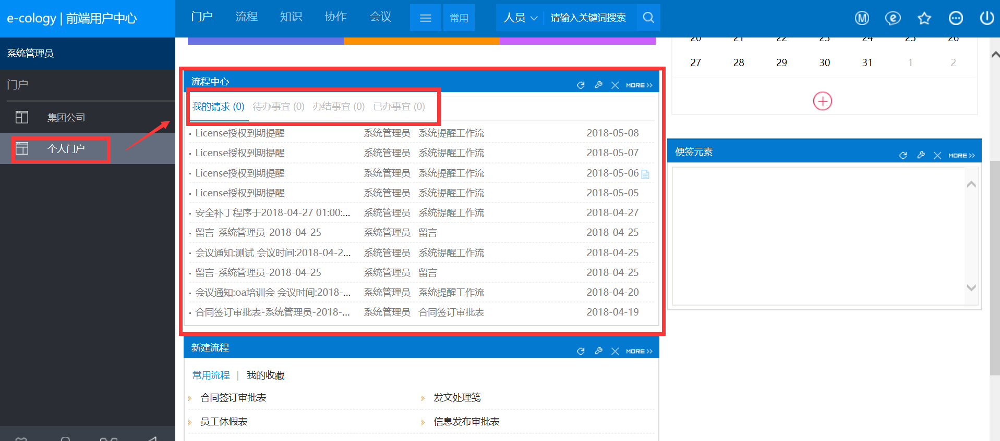 e-cology | 前端用户中心
门户 流程 知识 协作 会议 常用 人员 请输入关键词搜索
系统管理员
门户
集团公司
个人门户
20 21 22 23 24 25 26
27 28 29 30 31 1 2
流程中心 MORE >>
我的请求 (0) 待办事宜 (0) 办结事宜 (0) 已办事宜 (0)
License授权到期提醒 系统管理员 系统提醒工作流 2018-05-08
License授权到期提醒 系统管理员 系统提醒工作流 2018-05-07
License授权到期提醒 系统管理员 系统提醒工作流 2018-05-06
License授权到期提醒 系统管理员 系统提醒工作流 2018-05-05
安全补丁程序于2018-04-27 01:00:... 系统管理员 系统提醒工作流 2018-04-27
留言-系统管理员-2018-04-25 系统管理员 留言 2018-04-25
会议通知:测试 会议时间:2018-04-2... 系统管理员 系统提醒工作流 2018-04-25
留言-系统管理员-2018-04-25 系统管理员 留言 2018-04-25
会议通知:oa培训会 会议时间:2018-... 系统管理员 系统提醒工作流 2018-04-20
合同签订审批表-系统管理员-2018-... 系统管理员 合同签订审批表 2018-04-19
便签元素 MORE >>
新建流程 MORE >>
常用流程 | 我的收藏
合同签订审批表 发文处理笺
员工休假表 信息发布审批表